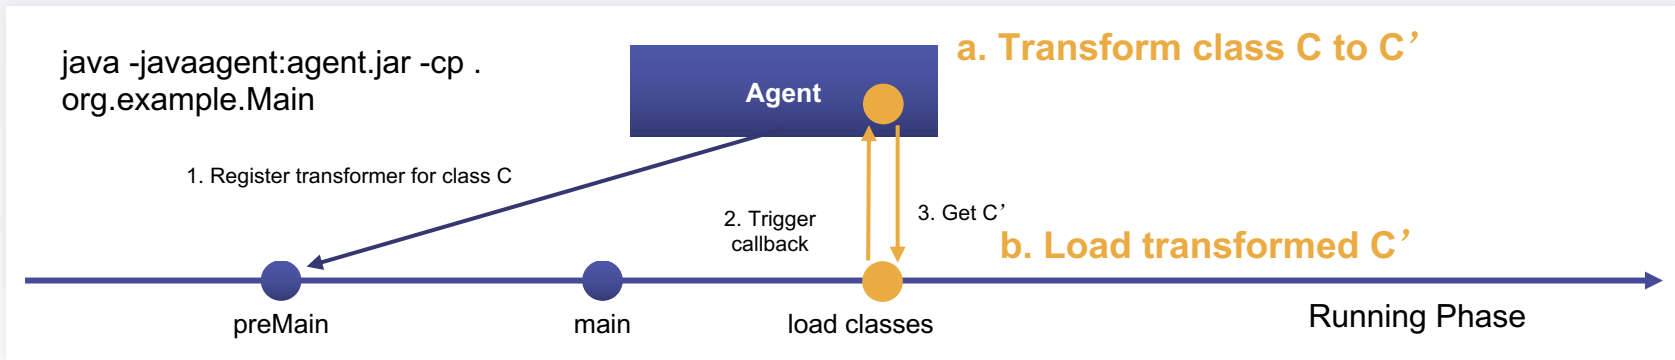 java -javaagent:agent.jar -cp .
org.example.Main
Agent
a. Transform class C to C’
1. Register transformer for class C
2. Trigger
callback
3. Get C’
b. Load transformed C’
preMain
main
load classes
Running Phase